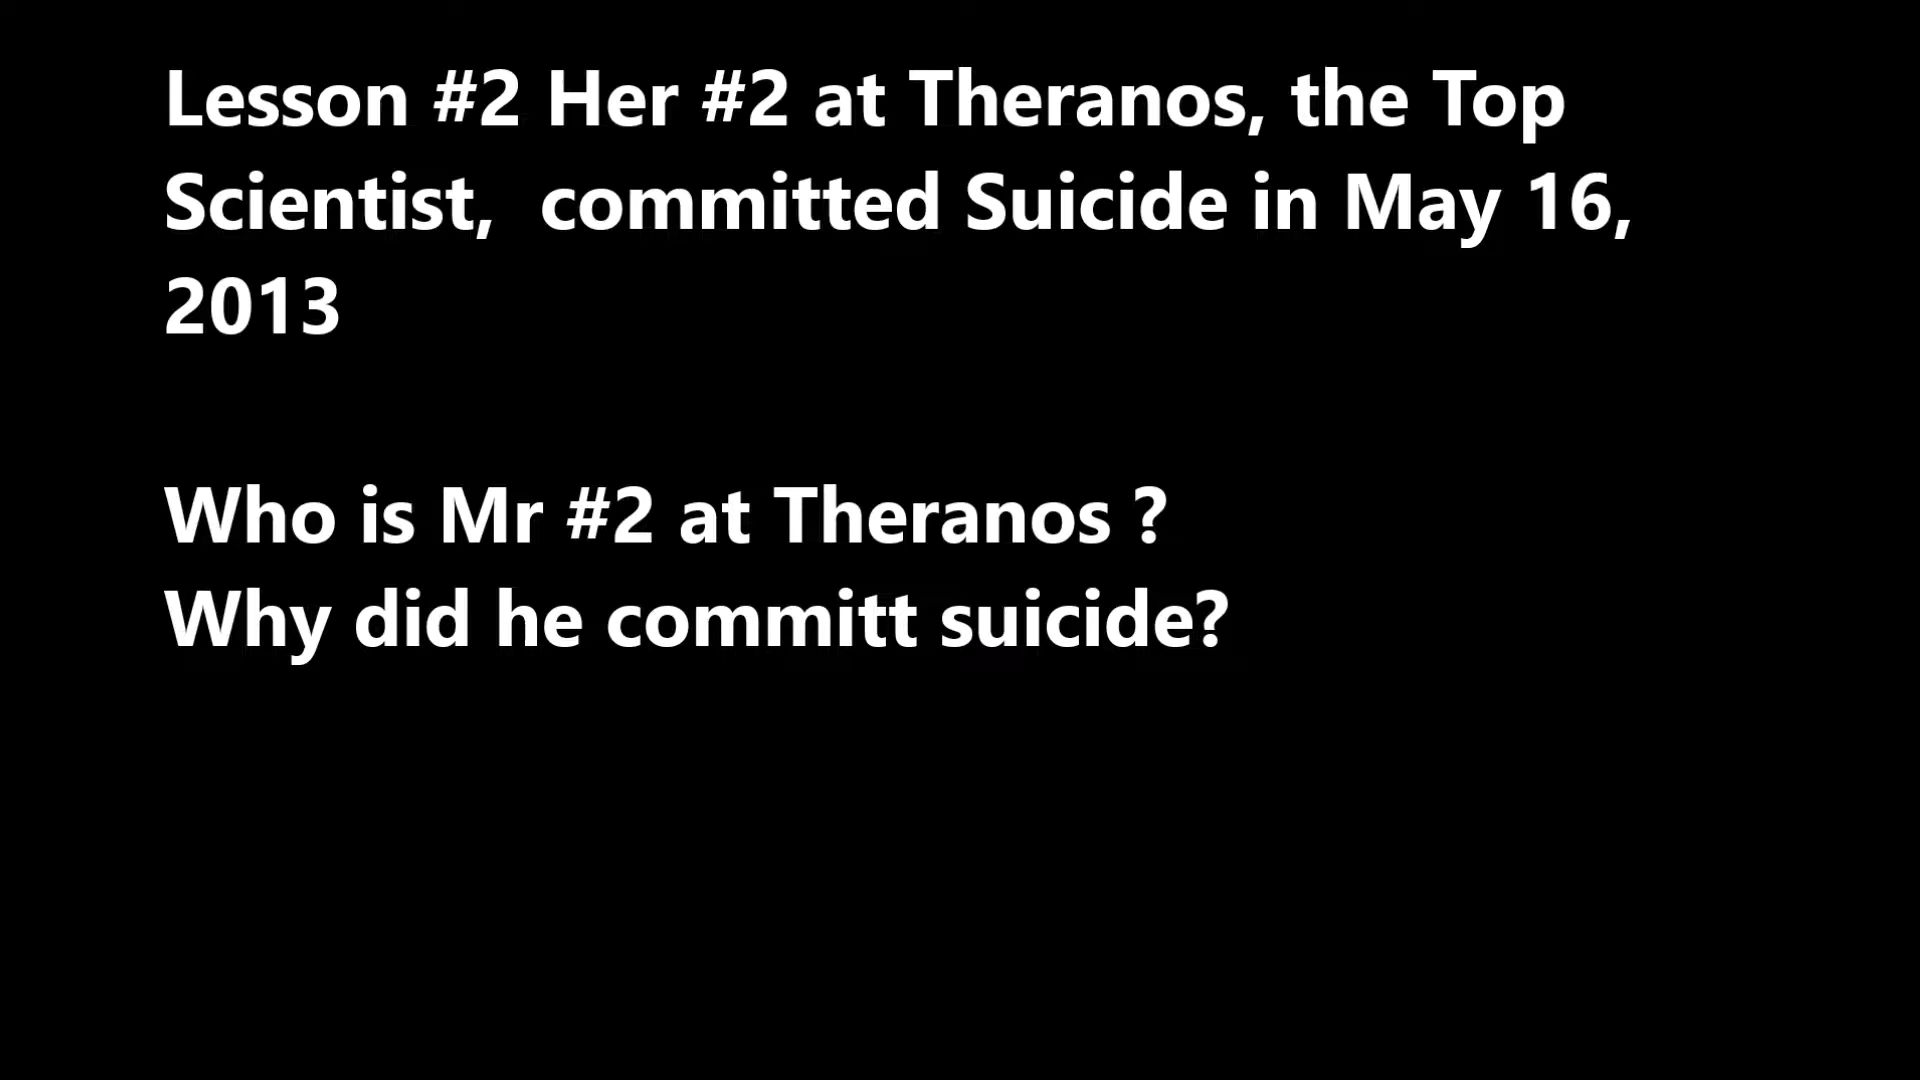 Lesson #2 Her #2 at Theranos, the Top
Scientist,  committed Suicide in May 16,
2013
Who is Mr #2 at Theranos ?
Why did he committ suicide?